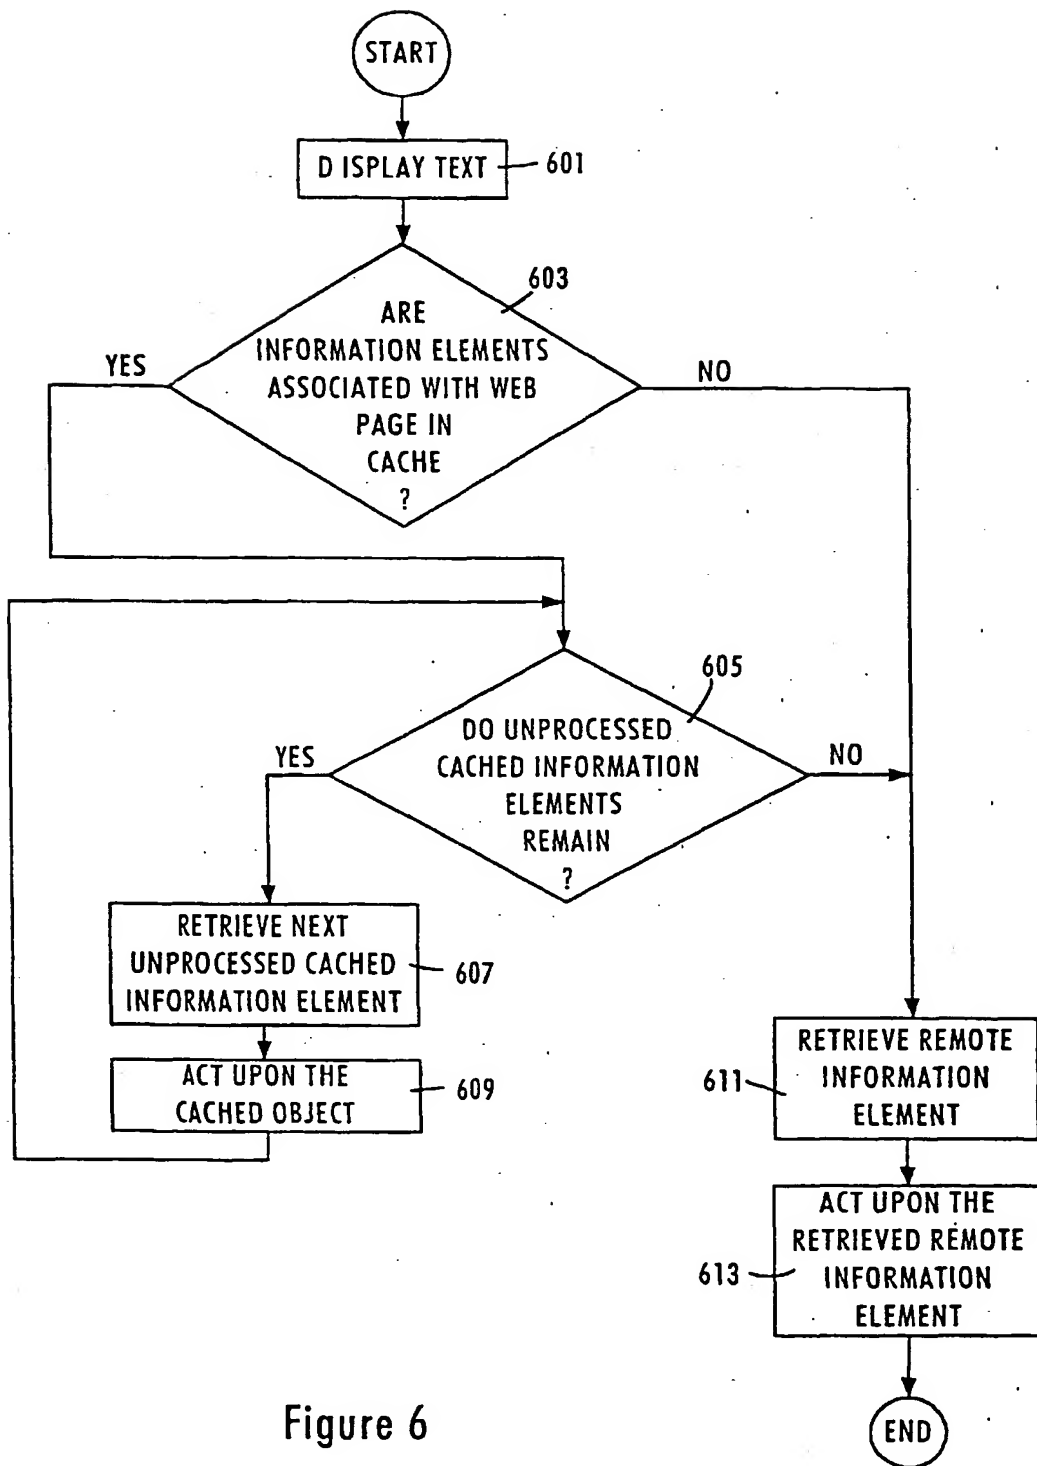 START
D ISPLAY TEXT
601
603
ARE
INFORMATION ELEMENTS
ASSOCIATED WITH WEB
PAGE IN
CACHE
?
YES
NO
605
DO UNPROCESSED
CACHED INFORMATION
ELEMENTS
REMAIN
?
YES
NO
RETRIEVE NEXT
UNPROCESSED CACHED
INFORMATION ELEMENT
607
ACT UPON THE
CACHED OBJECT
609
RETRIEVE REMOTE
INFORMATION
ELEMENT
611
ACT UPON THE
RETRIEVED REMOTE
INFORMATION
ELEMENT
613
END
Figure 6